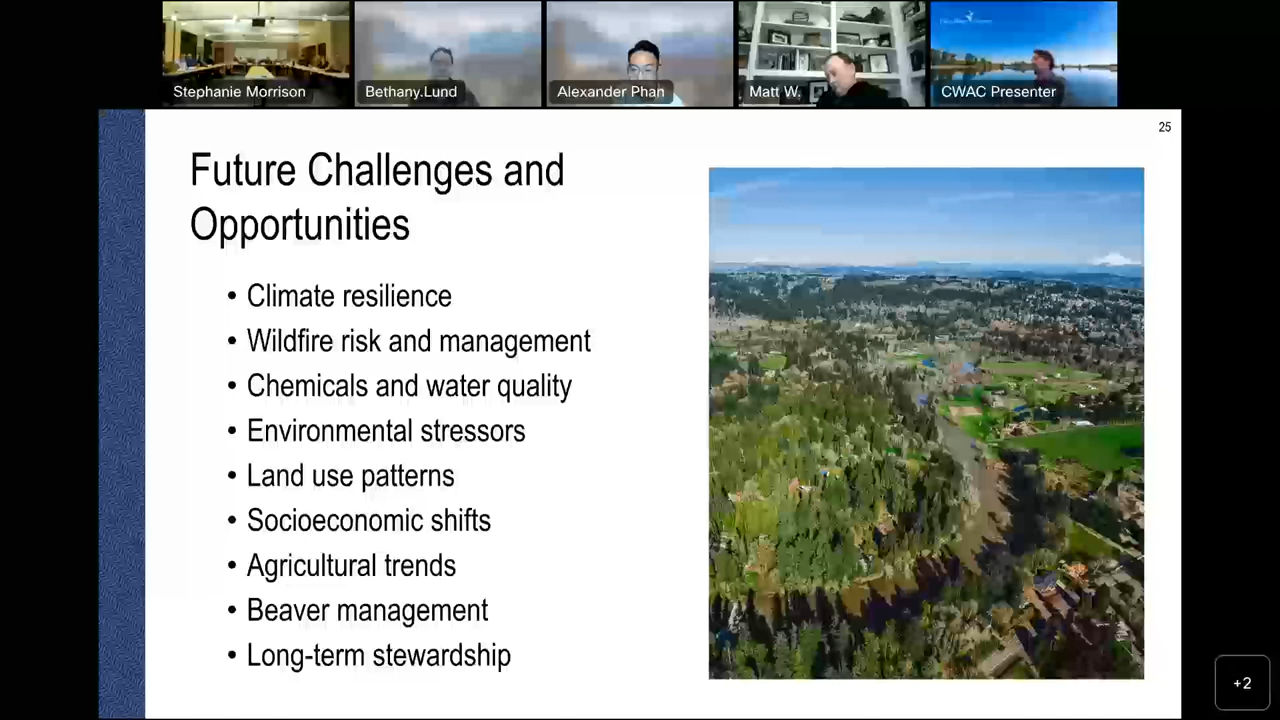 Stephanie Morrison
Bethany.Lund
Alexander Phan
Matt W.
CWAC Presenter
25
Future Challenges and
Opportunities
• Climate resilience
• Wildfire risk and management
• Chemicals and water quality
• Environmental stressors
• Land use patterns
• Socioeconomic shifts
• Agricultural trends
• Beaver management
• Long-term stewardship
+2